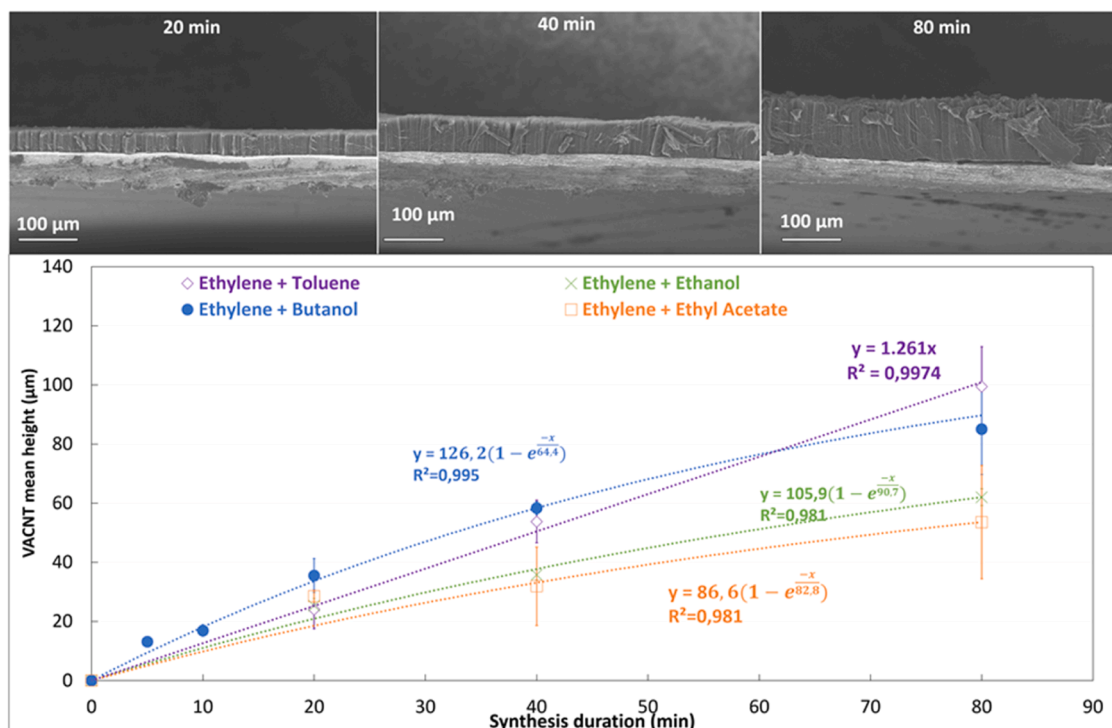 20 min
40 min
80 min
100 µm
100 µm
100 µm
140
120
100
80
60
40
20
0
VACNT mean height (µm)
Ethylene + Toluene
Ethylene + Ethanol
Ethylene + Butanol
Ethylene + Ethyl Acetate
y = 1.261x
R² = 0,9974
y = 126,2(1 − e^(−x/64,4))
R²=0,995
y = 105,9(1 − e^(−x/90,7))
R²=0,981
y = 86,6(1 − e^(−x/82,8))
R²=0,981
0 10 20 30 40 50 60 70 80 90
Synthesis duration (min)